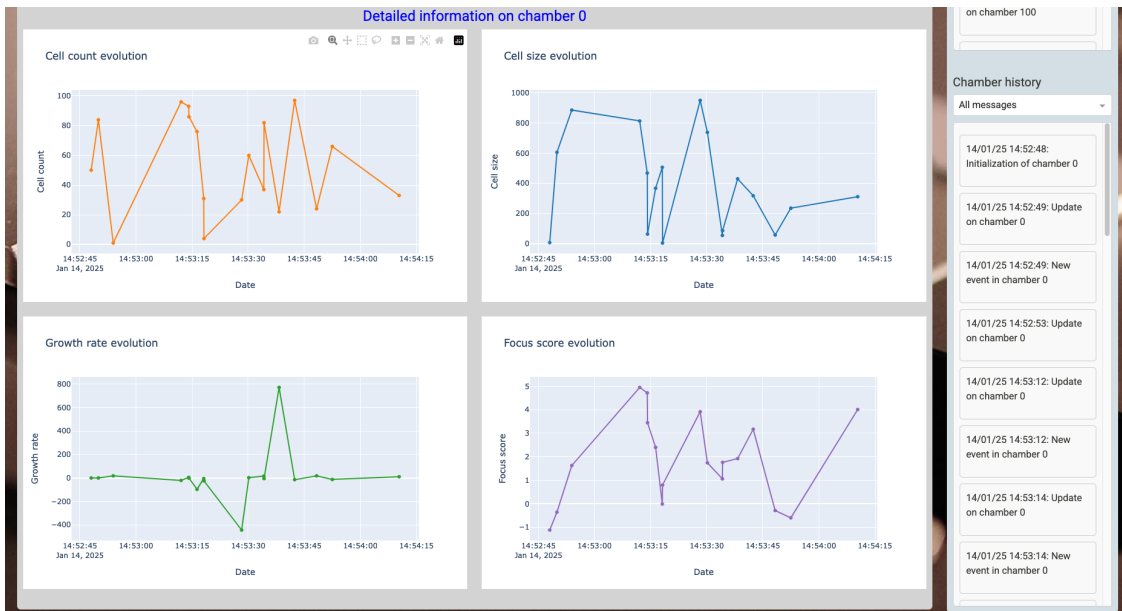 Detailed information on chamber 0
Cell count evolution
100
80
60
40
20
0
Cell count
14:52:45 14:53:00 14:53:15 14:53:30 14:53:45 14:54:00 14:54:15
Jan 14, 2025
Date
Cell size evolution
1000
800
600
400
200
0
Cell size
14:52:45 14:53:00 14:53:15 14:53:30 14:53:45 14:54:00 14:54:15
Jan 14, 2025
Date
Growth rate evolution
800
600
400
200
0
−200
−400
Growth rate
14:52:45 14:53:00 14:53:15 14:53:30 14:53:45 14:54:00 14:54:15
Jan 14, 2025
Date
Focus score evolution
5
4
3
2
1
0
−1
Focus score
14:52:45 14:53:00 14:53:15 14:53:30 14:53:45 14:54:00 14:54:15
Jan 14, 2025
Date
on chamber 100
Chamber history
All messages
14/01/25 14:52:48:
Initialization of chamber 0
14/01/25 14:52:49: Update
on chamber 0
14/01/25 14:52:49: New
event in chamber 0
14/01/25 14:52:53: Update
on chamber 0
14/01/25 14:53:12: Update
on chamber 0
14/01/25 14:53:12: New
event in chamber 0
14/01/25 14:53:14: Update
on chamber 0
14/01/25 14:53:14: New
event in chamber 0